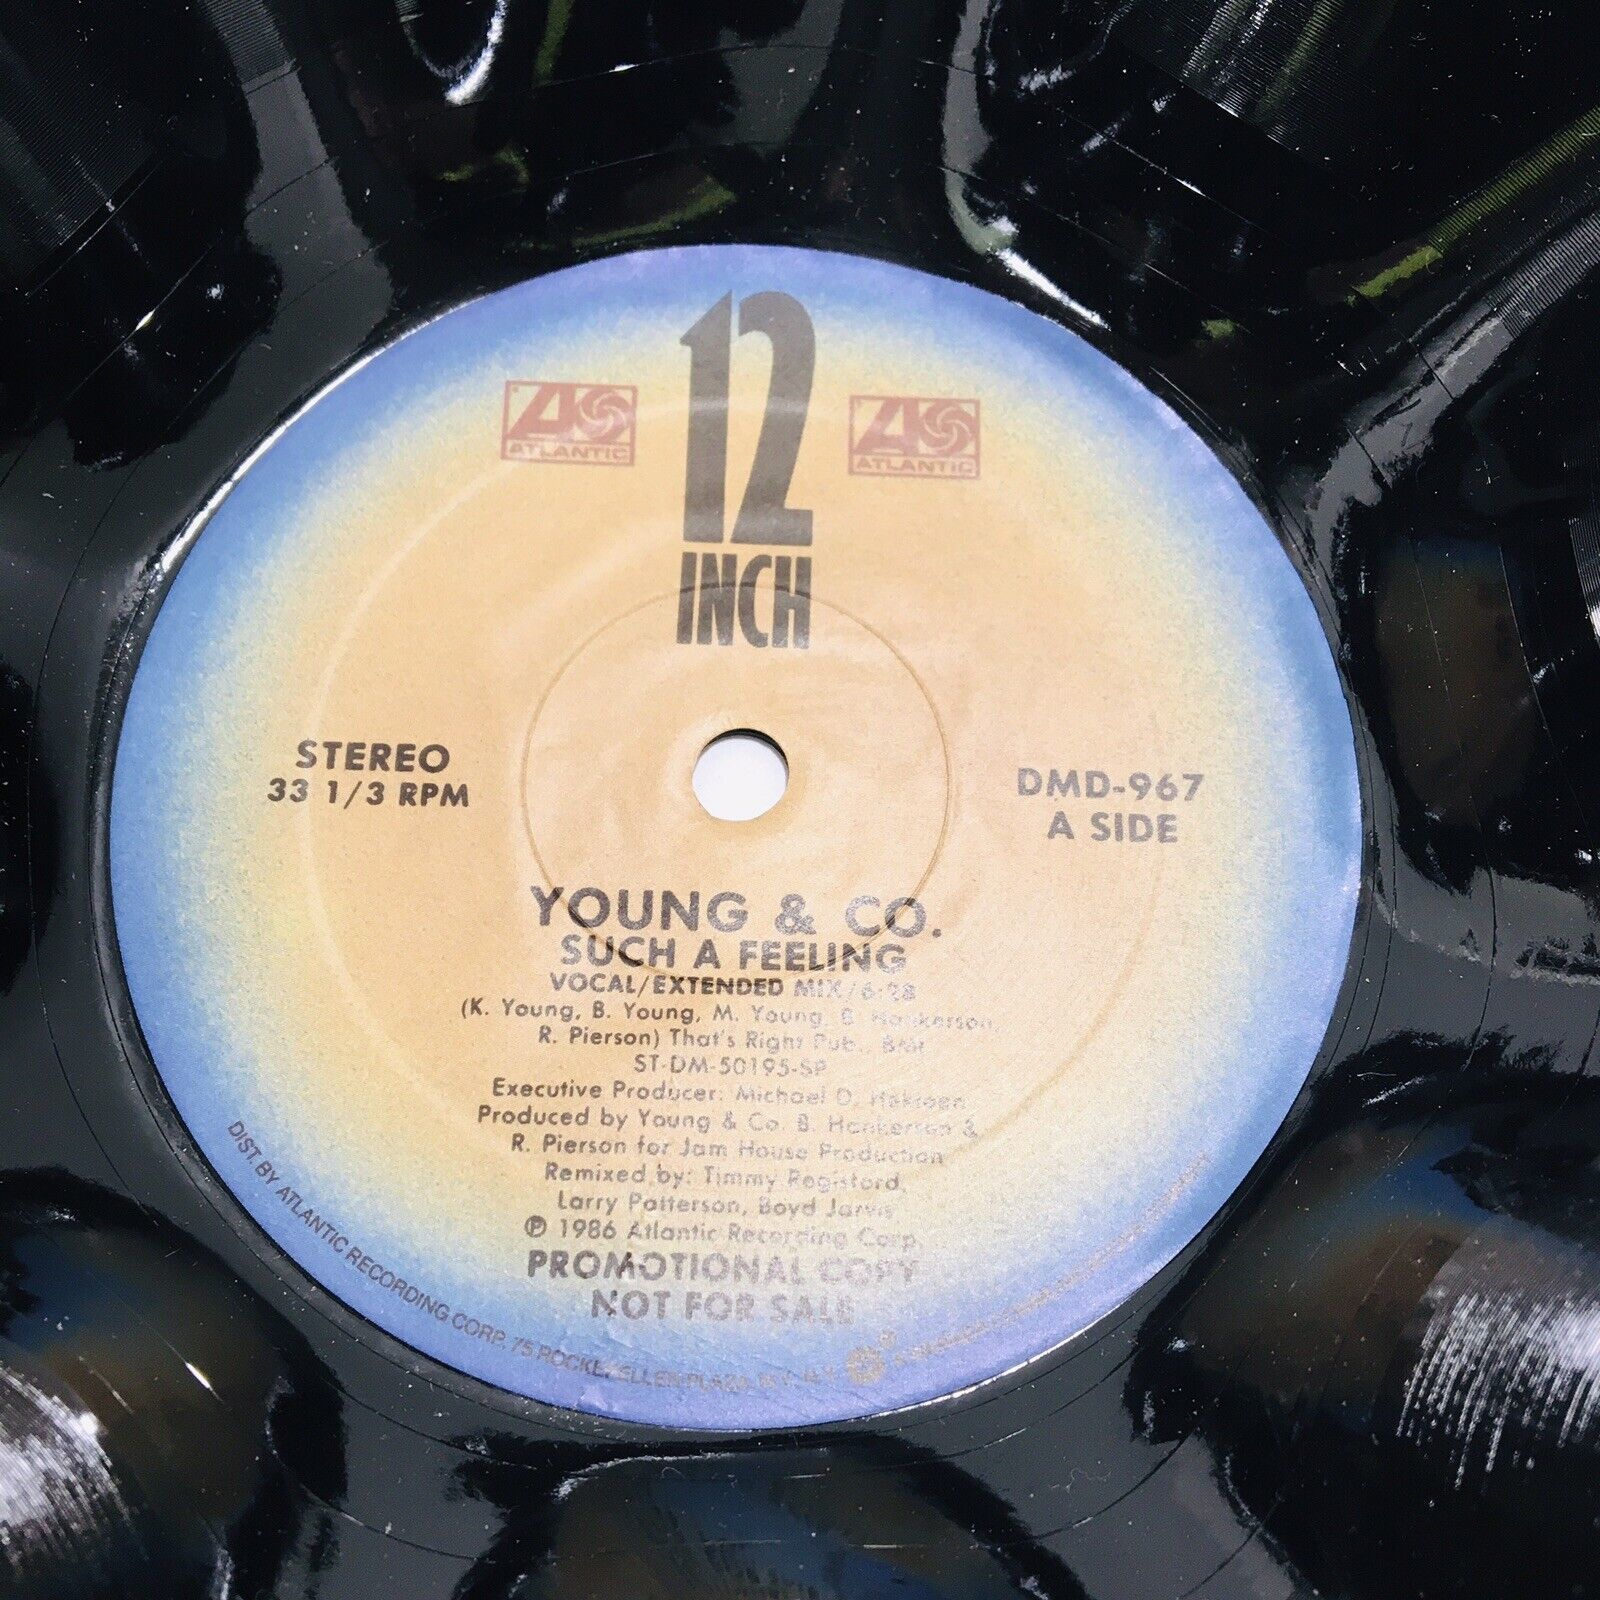 12
INCH
ATLANTIC
ATLANTIC
STEREO
33 1/3 RPM
DMD-967
A SIDE
YOUNG & CO.
SUCH A FEELING
VOCAL/EXTENDED MIX/6:28
(K. Young, B. Young, M. Young, B. Hankerson,
R. Pierson) That's Right Pub., BMI
ST-DM-50195-SP
Executive Producer: Michael O.
Produced by Young & Co. B. Hankerson &
R. Pierson for Jam House Production
Remixed by: Timmy Registord,
Larry Patterson, Boyd Jarvis
℗ 1986 Atlantic Recording Corp.
PROMOTIONAL COPY
NOT FOR SALE
DIST. BY ATLANTIC RECORDING CORP. 75 ROCKEFELLER PLAZA N.Y., N.Y.